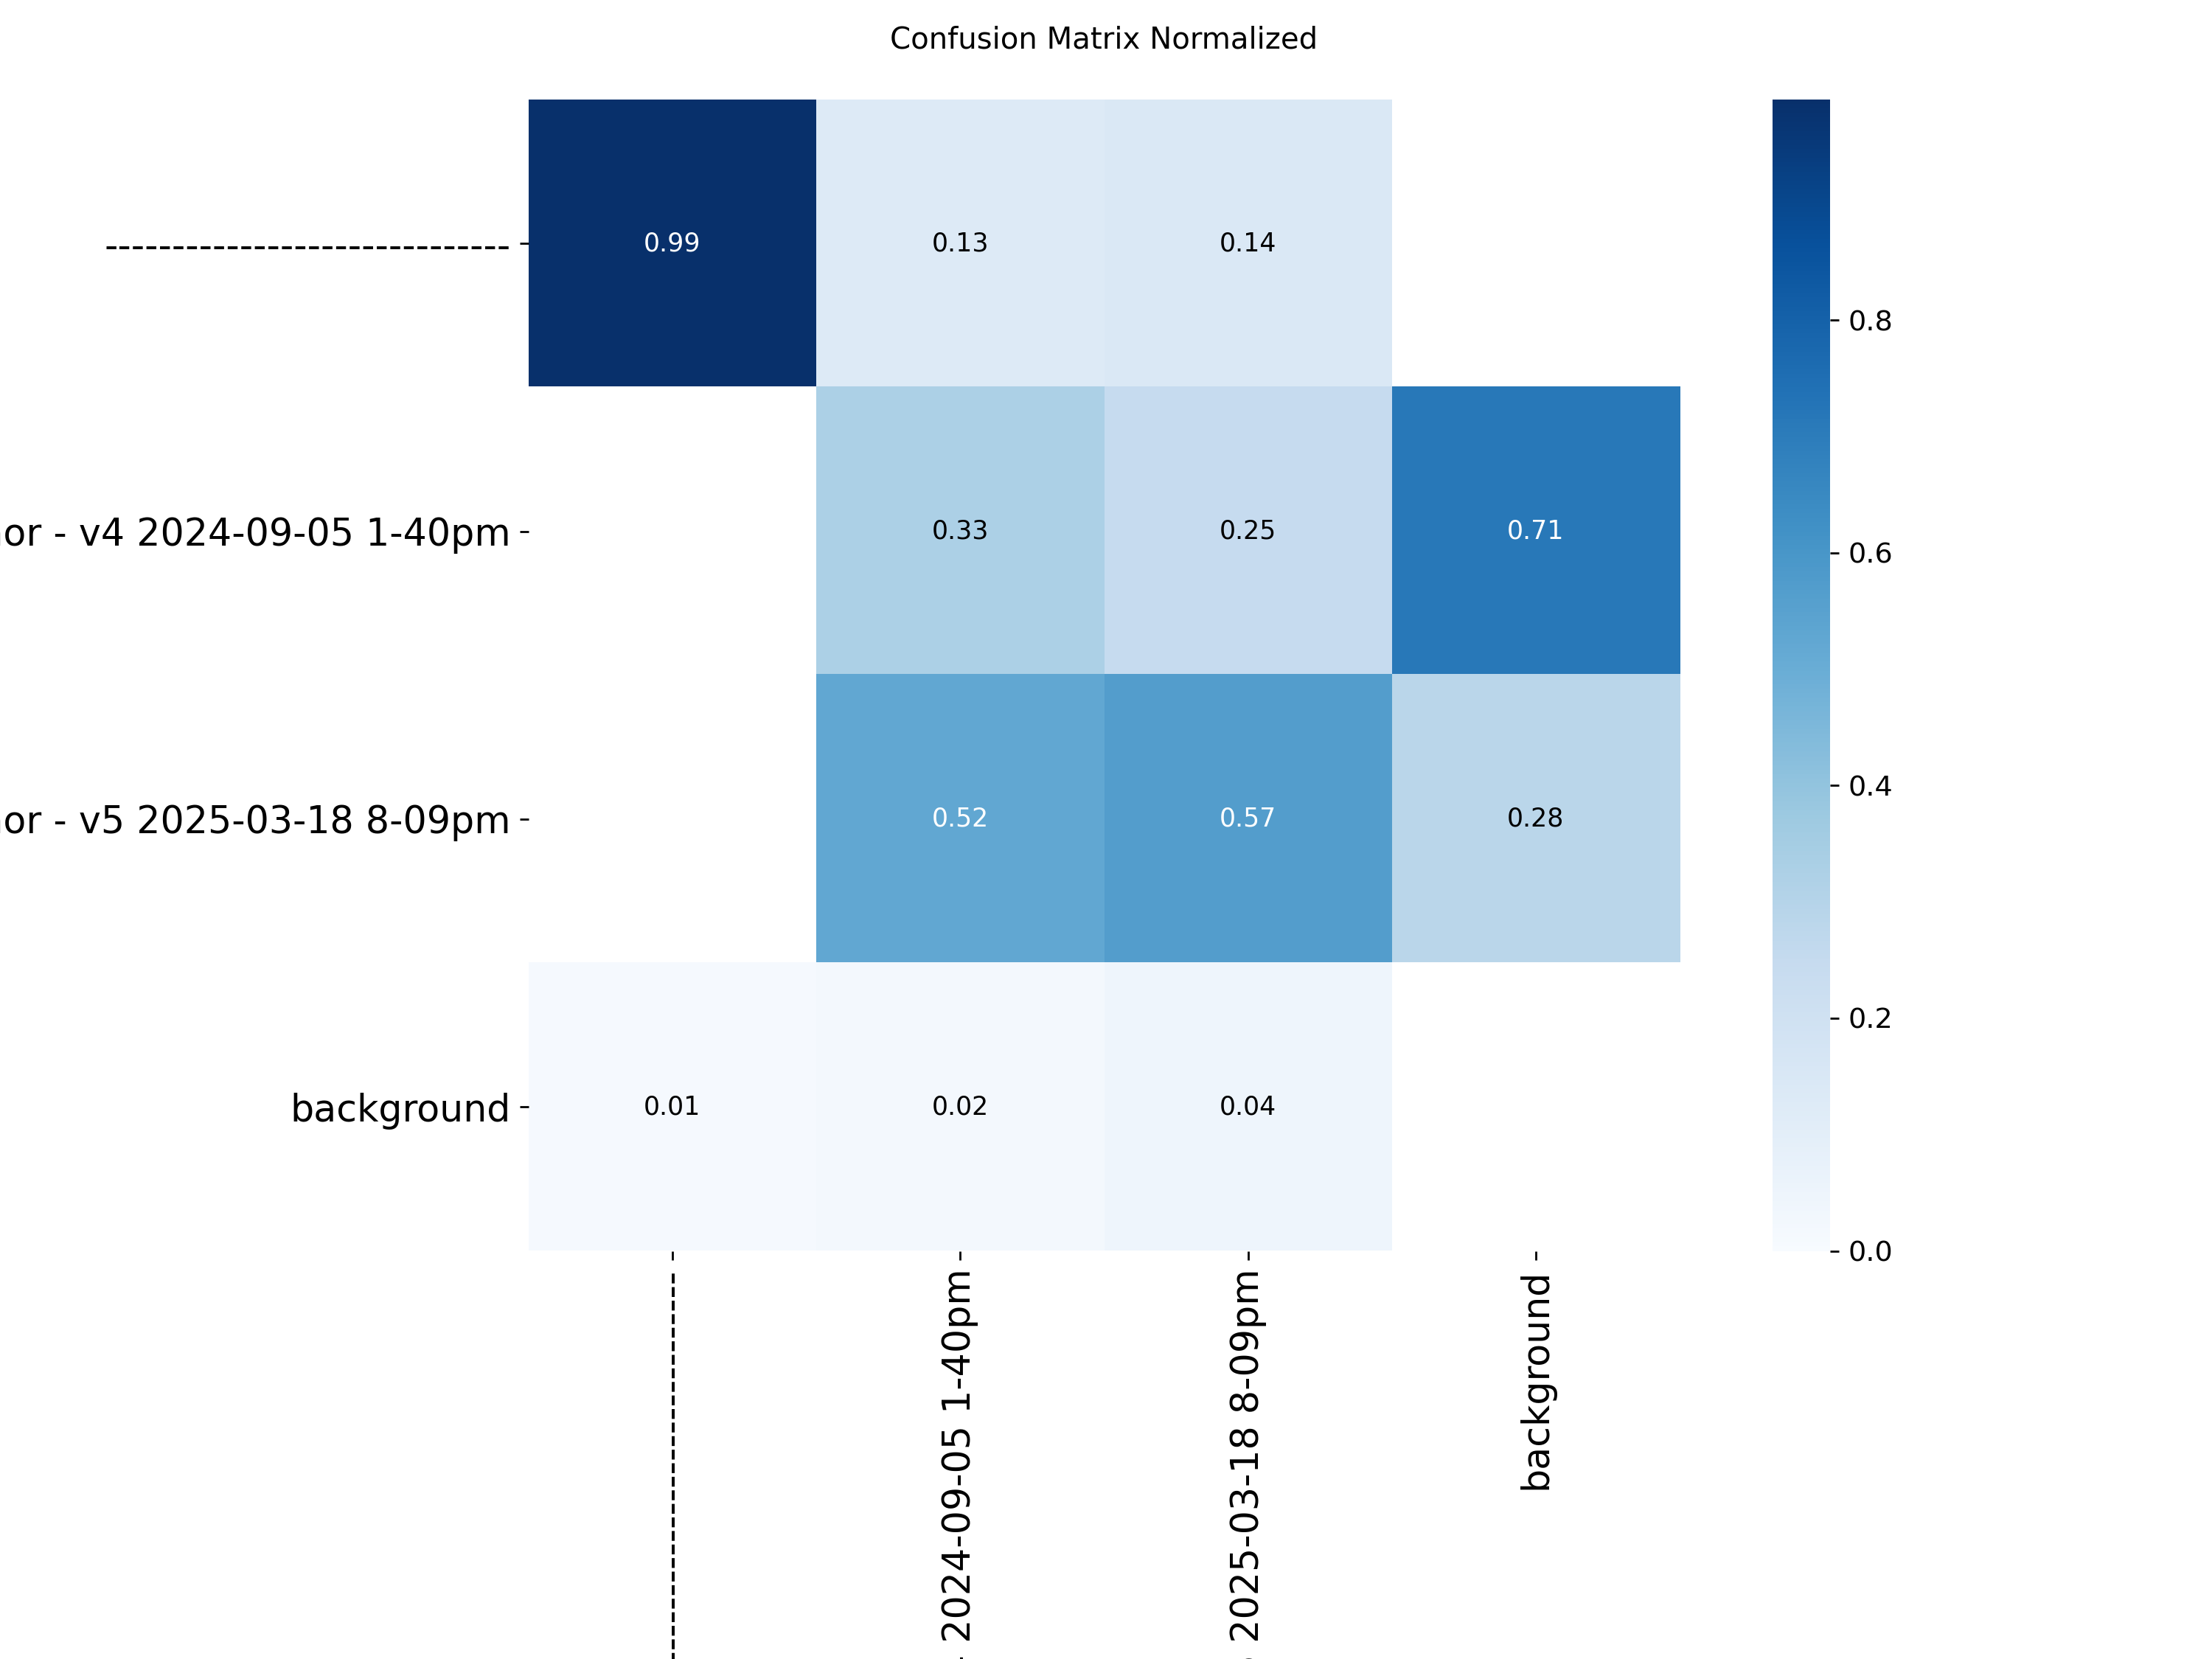 Confusion Matrix Normalized
------------------------------
0.99 0.13 0.14
or - v4 2024-09-05 1-40pm
0.33 0.25 0.71
or - v5 2025-03-18 8-09pm
0.52 0.57 0.28
background
0.01 0.02 0.04
0.8
0.6
0.4
0.2
0.0
------------------------------
2024-09-05 1-40pm
2025-03-18 8-09pm
background